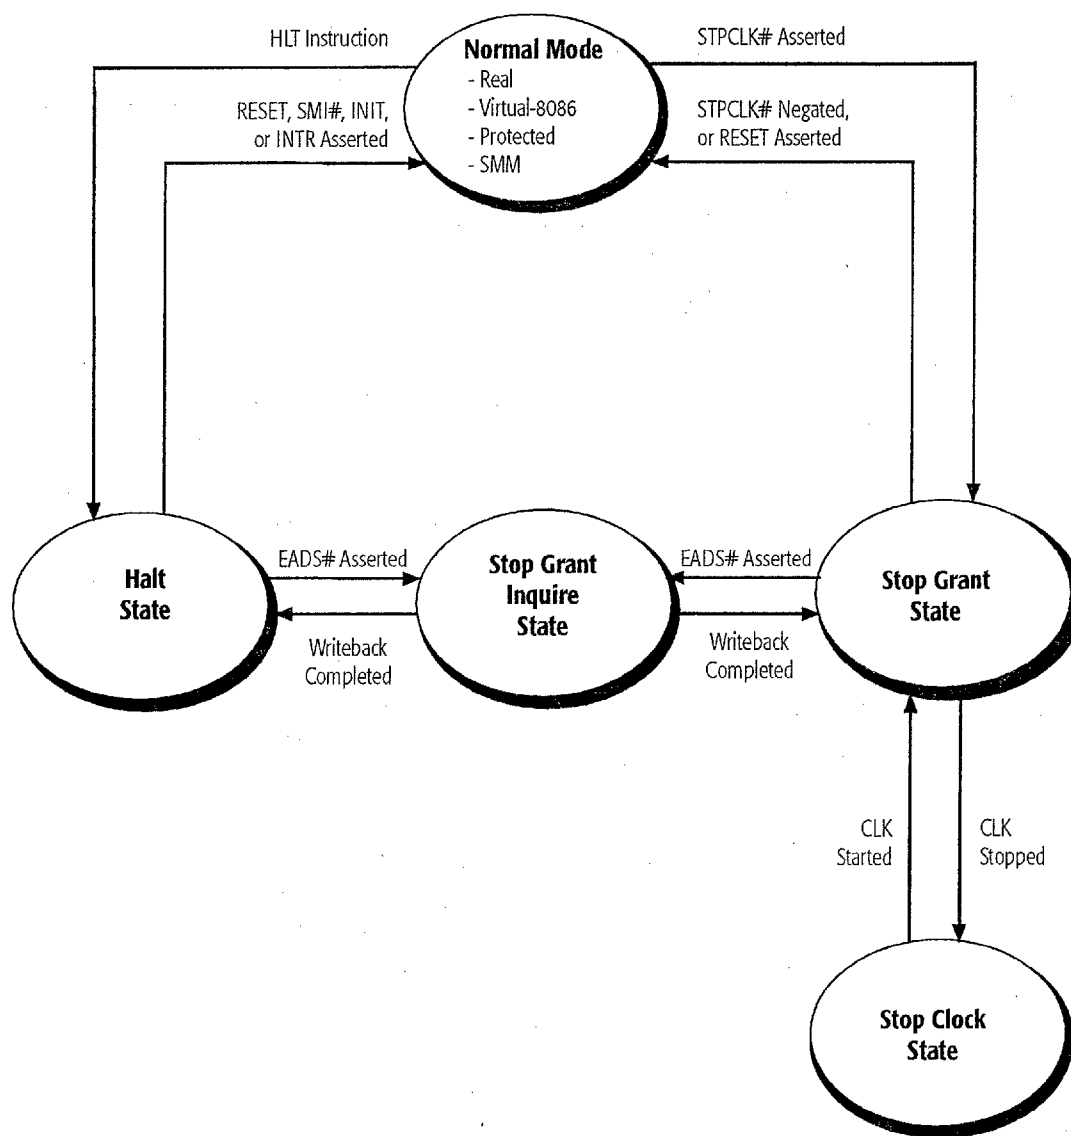 HLT Instruction
Normal Mode
- Real
- Virtual-8086
- Protected
- SMM
STPCLK# Asserted
RESET, SMI#, INIT,
or INTR Asserted
STPCLK# Negated,
or RESET Asserted
Halt
State
EADS# Asserted
Writeback
Completed
Stop Grant
Inquire
State
EADS# Asserted
Writeback
Completed
Stop Grant
State
CLK
Started
CLK
Stopped
Stop Clock
State